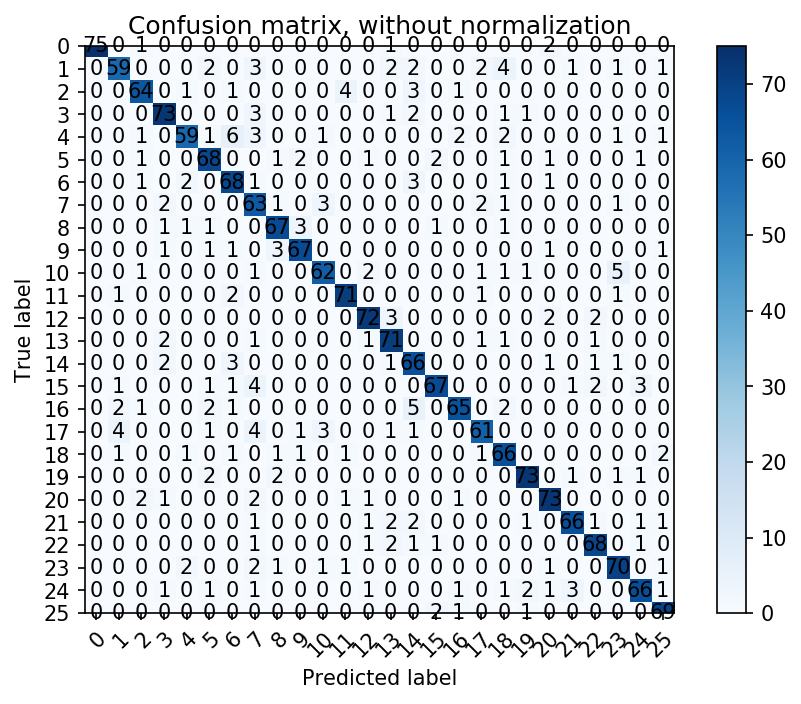 Confusion matrix, without normalization
0 75 0 1 0 0 0 0 0 0 0 0 0 0 1 0 0 0 0 0 0 2 0 0 0 0 0
1 0 59 0 0 0 2 0 3 0 0 0 0 0 2 2 0 0 2 4 0 0 1 0 1 0 1
2 0 0 64 0 1 0 1 0 0 0 0 4 0 0 3 0 1 0 0 0 0 0 0 0 0 0
3 0 0 0 73 0 0 0 3 0 0 0 0 0 1 2 0 0 0 1 1 0 0 0 0 0 0
4 0 0 1 0 59 1 6 3 0 0 1 0 0 0 0 0 2 0 2 0 0 0 0 1 0 1
5 0 0 1 0 0 68 0 0 1 2 0 0 1 0 0 2 0 0 1 0 1 0 0 0 1 0
6 0 0 1 0 2 0 68 1 0 0 0 0 0 0 3 0 0 0 1 0 1 0 0 0 0 0
7 0 0 0 2 0 0 0 63 1 0 3 0 0 0 0 0 0 2 1 0 0 0 0 1 0 0
8 0 0 0 1 1 1 0 0 67 3 0 0 0 0 0 1 0 0 1 0 0 0 0 0 0 0
9 0 0 0 1 0 1 1 0 3 67 0 0 0 0 0 0 0 0 0 0 1 0 0 0 0 1
10 0 0 1 0 0 0 0 1 0 0 62 0 2 0 0 0 0 1 1 1 0 0 0 5 0 0
11 0 1 0 0 0 0 2 0 0 0 0 71 0 0 0 0 0 1 0 0 0 0 0 1 0 0
12 0 0 0 0 0 0 0 0 0 0 0 0 72 3 0 0 0 0 0 0 2 0 2 0 0 0
13 0 0 0 2 0 0 0 1 0 0 0 0 1 71 0 0 0 1 1 0 0 0 1 0 0 0
14 0 0 0 2 0 0 3 0 0 0 0 0 0 1 66 0 0 0 0 0 1 0 1 1 0 0
15 0 1 0 0 0 1 1 4 0 0 0 0 0 0 0 67 0 0 0 0 0 1 2 0 3 0
16 0 2 1 0 0 2 1 0 0 0 0 0 0 0 5 0 65 0 2 0 0 0 0 0 0 0
17 0 4 0 0 0 1 0 4 0 1 3 0 0 1 1 0 0 61 0 0 0 0 0 0 0 0
18 0 1 0 0 1 0 1 0 1 1 0 1 0 0 0 0 0 1 66 0 0 0 0 0 0 2
19 0 0 0 0 0 2 0 0 2 0 0 0 0 0 0 0 0 0 0 73 0 1 0 1 1 0
20 0 0 2 1 0 0 0 2 0 0 0 1 1 0 0 0 1 0 0 0 73 0 0 0 0 0
21 0 0 0 0 0 0 0 1 0 0 0 0 1 2 2 0 0 0 0 1 0 66 1 0 1 1
22 0 0 0 0 0 0 0 1 0 0 0 0 1 2 1 1 0 0 0 0 0 0 68 0 1 0
23 0 0 0 0 2 0 0 2 1 0 1 1 0 0 0 0 0 0 0 0 1 0 0 70 0 1
24 0 0 0 1 0 1 0 1 0 0 0 0 1 0 0 0 1 0 1 2 1 3 0 0 66 1
25 0 0 0 0 0 0 0 0 0 0 0 0 0 0 0 2 1 0 0 1 0 0 0 0 0 69
0 1 2 3 4 5 6 7 8 9 10 11 12 13 14 15 16 17 18 19 20 21 22 23 24 25
True label
Predicted label
70
60
50
40
30
20
10
0